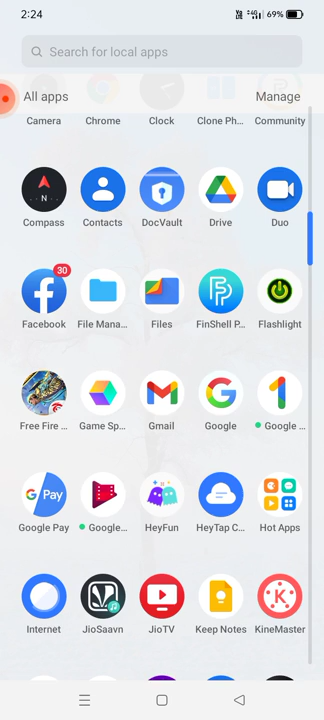 2:24
69%
Search for local apps
All apps
Manage
Camera Chrome Clone Ph... Community
Clock
Compass Contacts DocVault Drive Duo
30
Facebook File Mana... Files FinShell P... Flashlight
Free Fire ... Game Sp... Gmail Google Google ...
G Pay
Google Pay Google... HeyFun HeyTap C... Hot Apps
Internet JioSaavn JioTV Keep Notes KineMaster